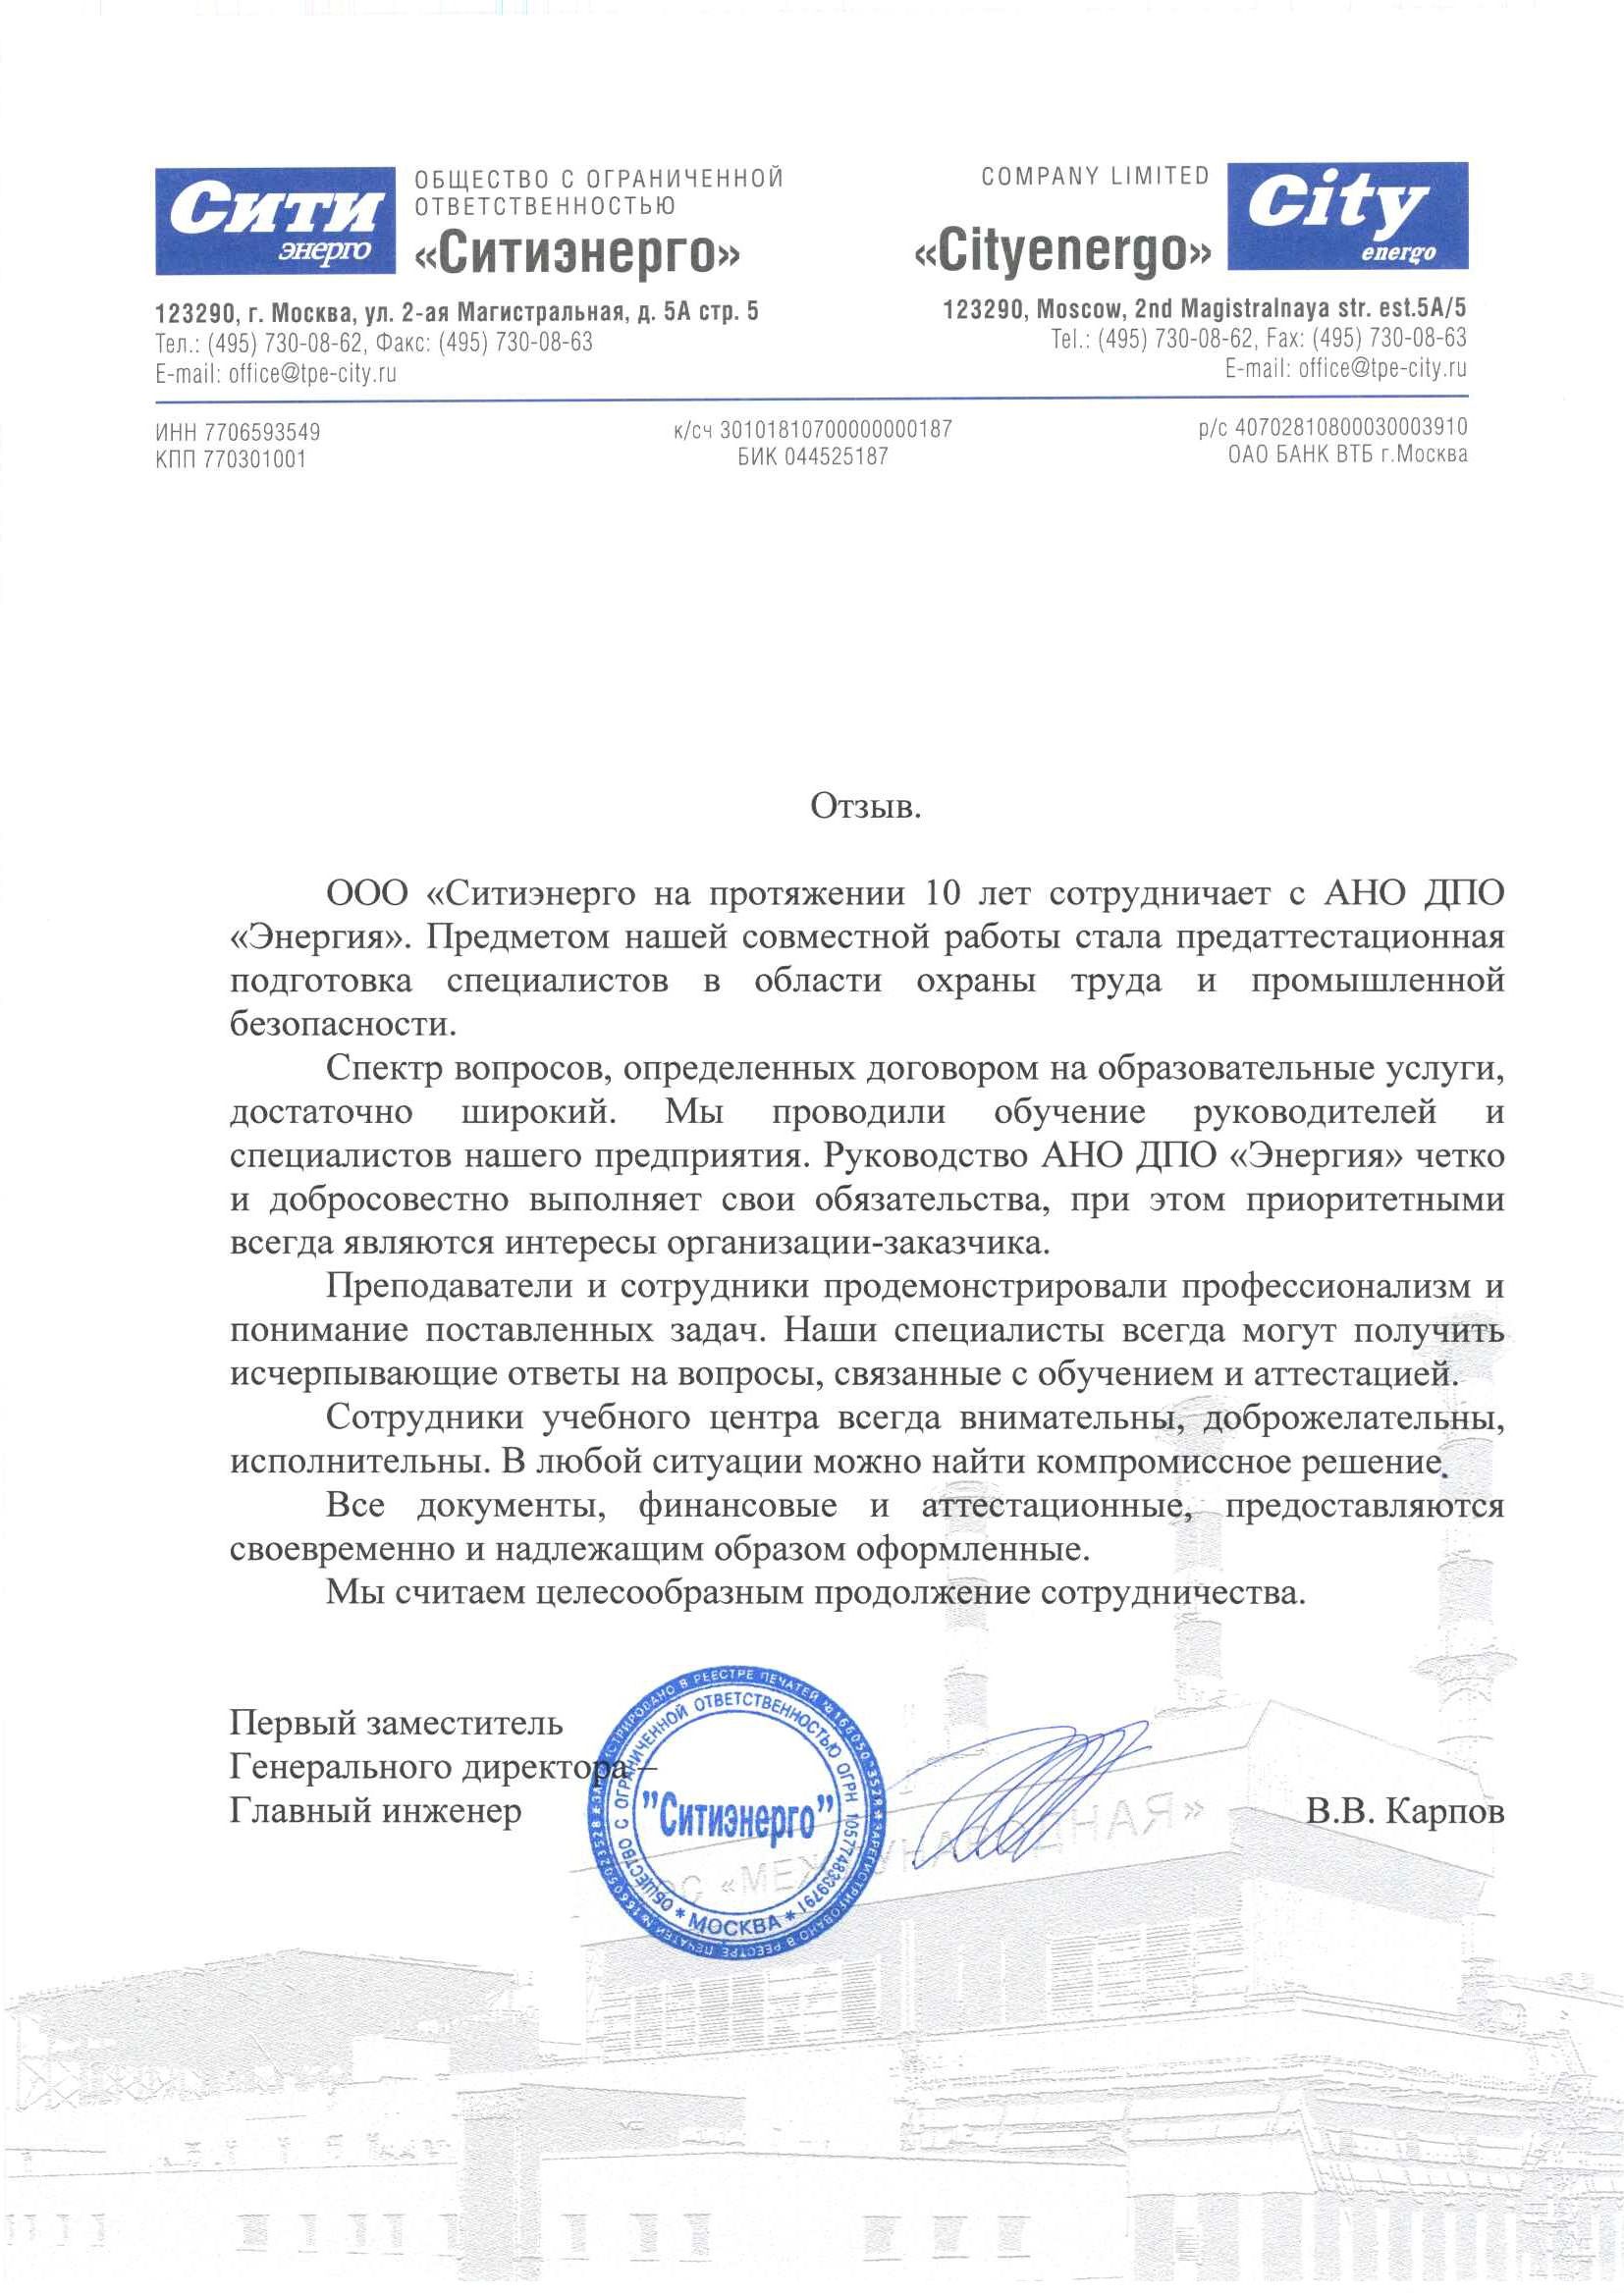 Сити
энерго
ОБЩЕСТВО С ОГРАНИЧЕННОЙ
ОТВЕТСТВЕННОСТЬЮ
«Ситиэнерго»
123290, г. Москва, ул. 2-ая Магистральная, д. 5А стр. 5
Тел.: (495) 730-08-62, Факс: (495) 730-08-63
E-mail: office@tpe-city.ru
COMPANY LIMITED
«Cityenergo»
City
energo
123290, Moscow, 2nd Magistralnaya str. est.5A/5
Tel.: (495) 730-08-62, Fax: (495) 730-08-63
E-mail: office@tpe-city.ru
ИНН 7706593549
КПП 770301001
к/сч 30101810700000000187
БИК 044525187
р/с 40702810800030003910
ОАО БАНК ВТБ г.Москва
Отзыв.
ООО «Ситиэнерго на протяжении 10 лет сотрудничает с АНО ДПО
«Энергия». Предметом нашей совместной работы стала предаттестационная
подготовка специалистов в области охраны труда и промышленной
безопасности.
Спектр вопросов, определенных договором на образовательные услуги,
достаточно широкий. Мы проводили обучение руководителей и
специалистов нашего предприятия. Руководство АНО ДПО «Энергия» четко
и добросовестно выполняет свои обязательства, при этом приоритетными
всегда являются интересы организации-заказчика.
Преподаватели и сотрудники продемонстрировали профессионализм и
понимание поставленных задач. Наши специалисты всегда могут получить
исчерпывающие ответы на вопросы, связанные с обучением и аттестацией.
Сотрудники учебного центра всегда внимательны, доброжелательны,
исполнительны. В любой ситуации можно найти компромиссное решение.
Все документы, финансовые и аттестационные, предоставляются
своевременно и надлежащим образом оформленные.
Мы считаем целесообразным продолжение сотрудничества.
Первый заместитель
Генерального директора –
Главный инженер
В.В. Карпов
ОБЩЕСТВО С ОГРАНИЧЕННОЙ ОТВЕТСТВЕННОСТЬЮ ОГРН 1057748339791
"Ситиэнерго"
* МОСКВА *
ЗАРЕГИСТРИРОВАНО В РЕЕСТРЕ ПЕЧАТЕЙ
«МЕЖДУНАРОДНАЯ»